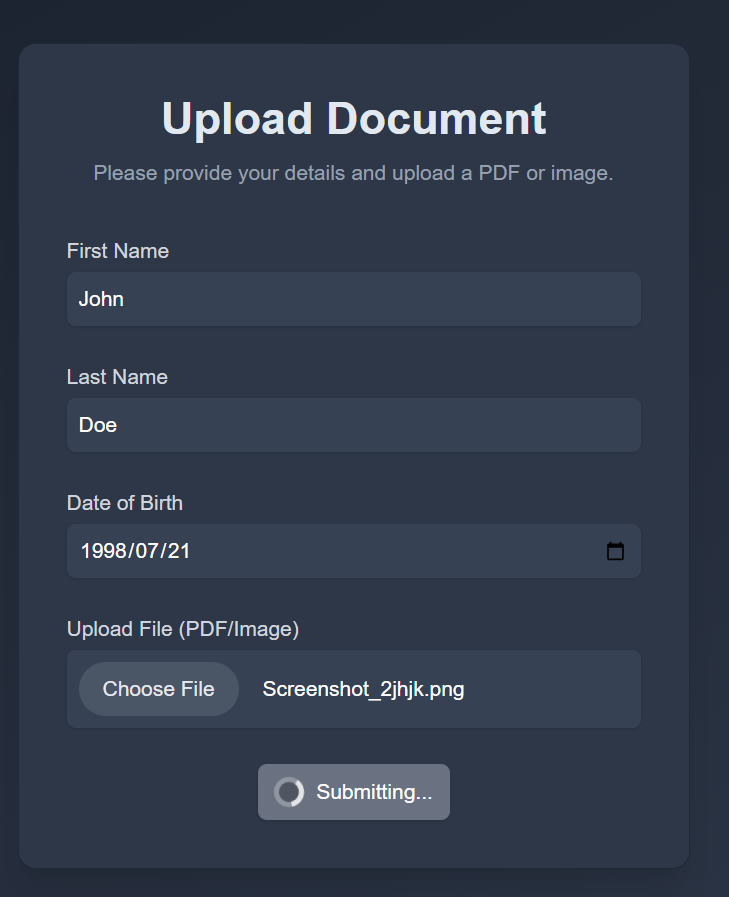 Upload Document
Please provide your details and upload a PDF or image.
First Name
John
Last Name
Doe
Date of Birth
1998/07/21
Upload File (PDF/Image)
Choose File Screenshot_2jhjk.png
Submitting...